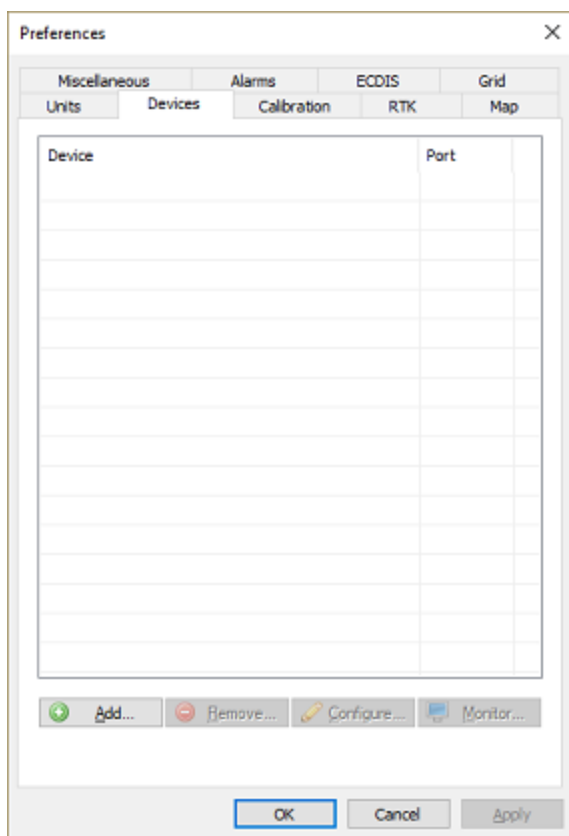 Preferences
Miscellaneous Alarms ECDIS Grid
Units Devices Calibration RTK Map
Device Port
Add... Remove... Configure... Monitor...
OK Cancel Apply